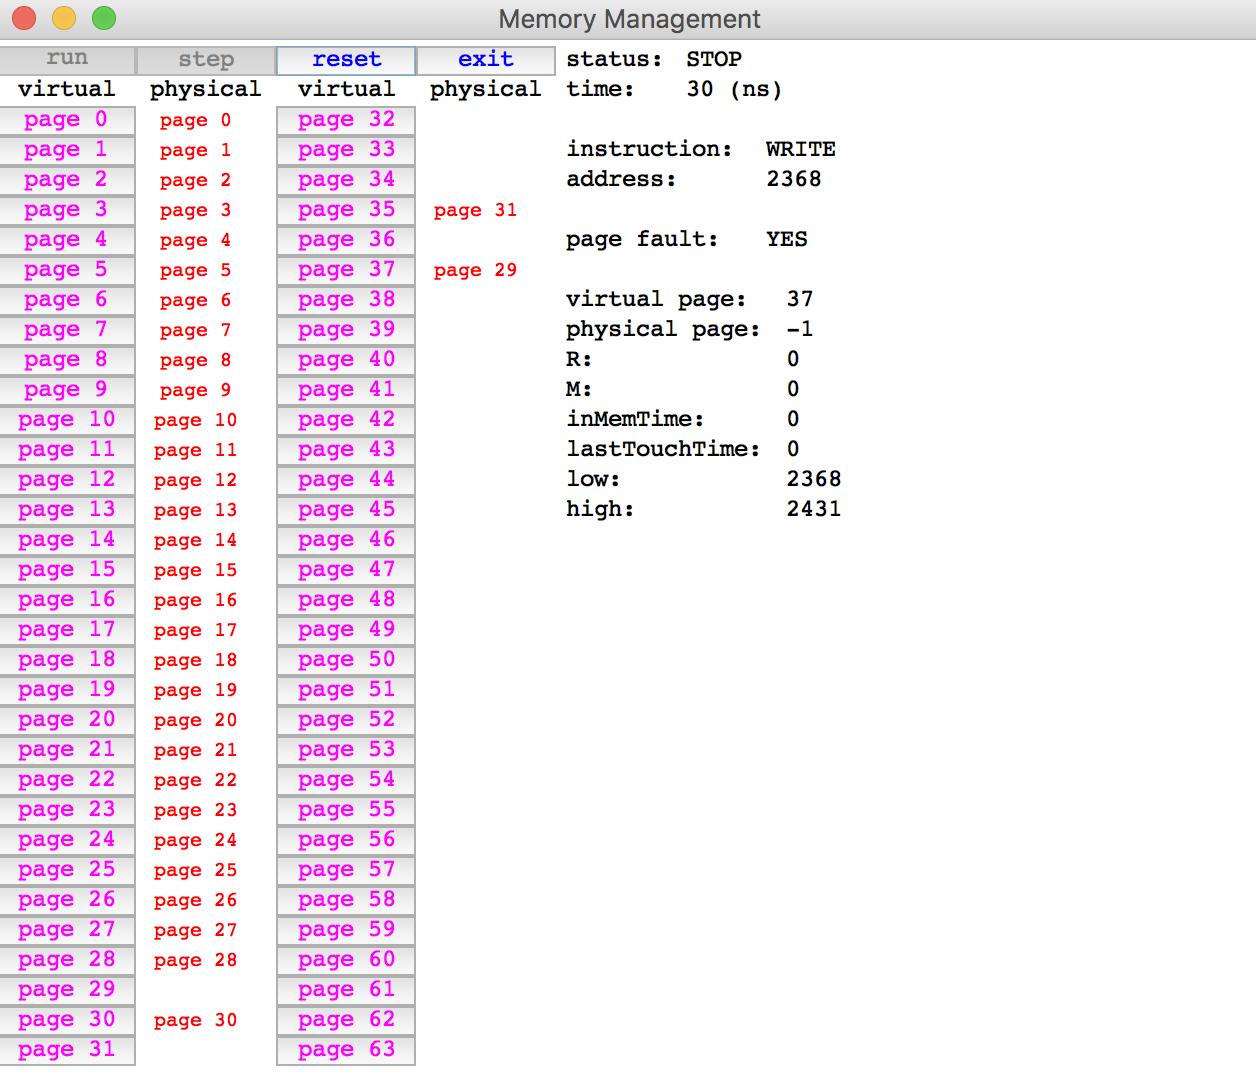 Memory Management
run step reset exit status: STOP
virtual physical virtual physical time: 30 (ns)
page 0 page 0 page 32
page 1 page 1 page 33 instruction: WRITE
page 2 page 2 page 34 address: 2368
page 3 page 3 page 35 page 31
page 4 page 4 page 36 page fault: YES
page 5 page 5 page 37 page 29
page 6 page 6 page 38 virtual page: 37
page 7 page 7 page 39 physical page: -1
page 8 page 8 page 40 R: 0
page 9 page 9 page 41 M: 0
page 10 page 10 page 42 inMemTime: 0
page 11 page 11 page 43 lastTouchTime: 0
page 12 page 12 page 44 low: 2368
page 13 page 13 page 45 high: 2431
page 14 page 14 page 46
page 15 page 15 page 47
page 16 page 16 page 48
page 17 page 17 page 49
page 18 page 18 page 50
page 19 page 19 page 51
page 20 page 20 page 52
page 21 page 21 page 53
page 22 page 22 page 54
page 23 page 23 page 55
page 24 page 24 page 56
page 25 page 25 page 57
page 26 page 26 page 58
page 27 page 27 page 59
page 28 page 28 page 60
page 29 page 61
page 30 page 30 page 62
page 31 page 63